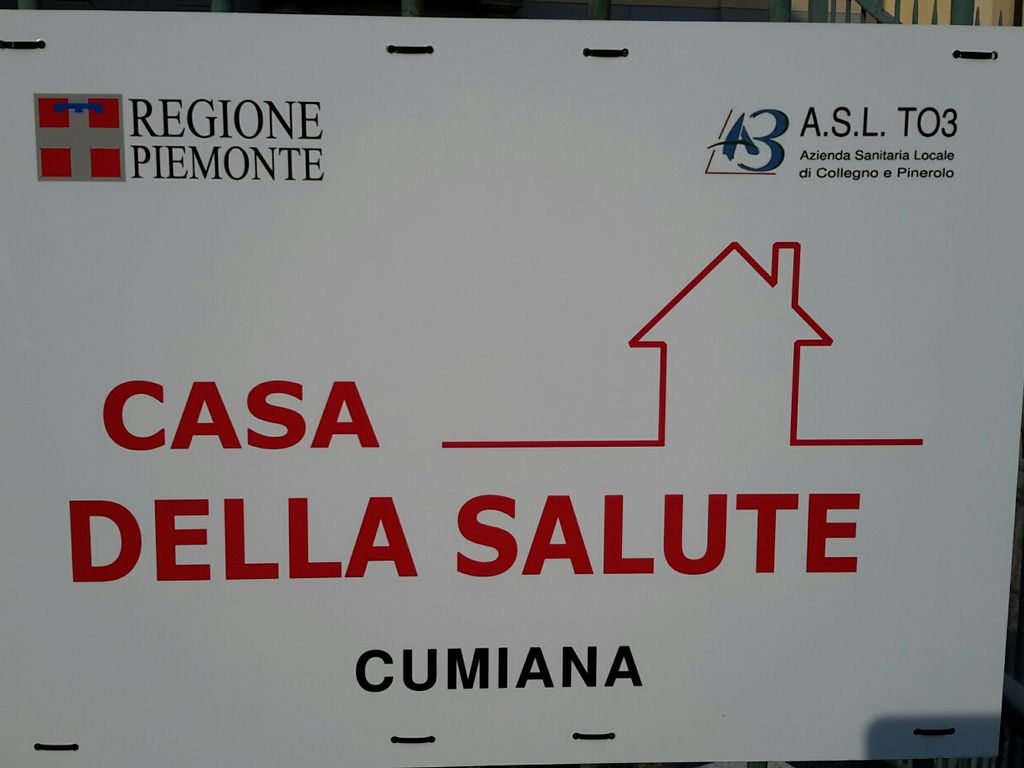 REGIONE
PIEMONTE
A.S.L. TO3
Azienda Sanitaria Locale
di Collegno e Pinerolo
CASA
DELLA SALUTE
CUMIANA